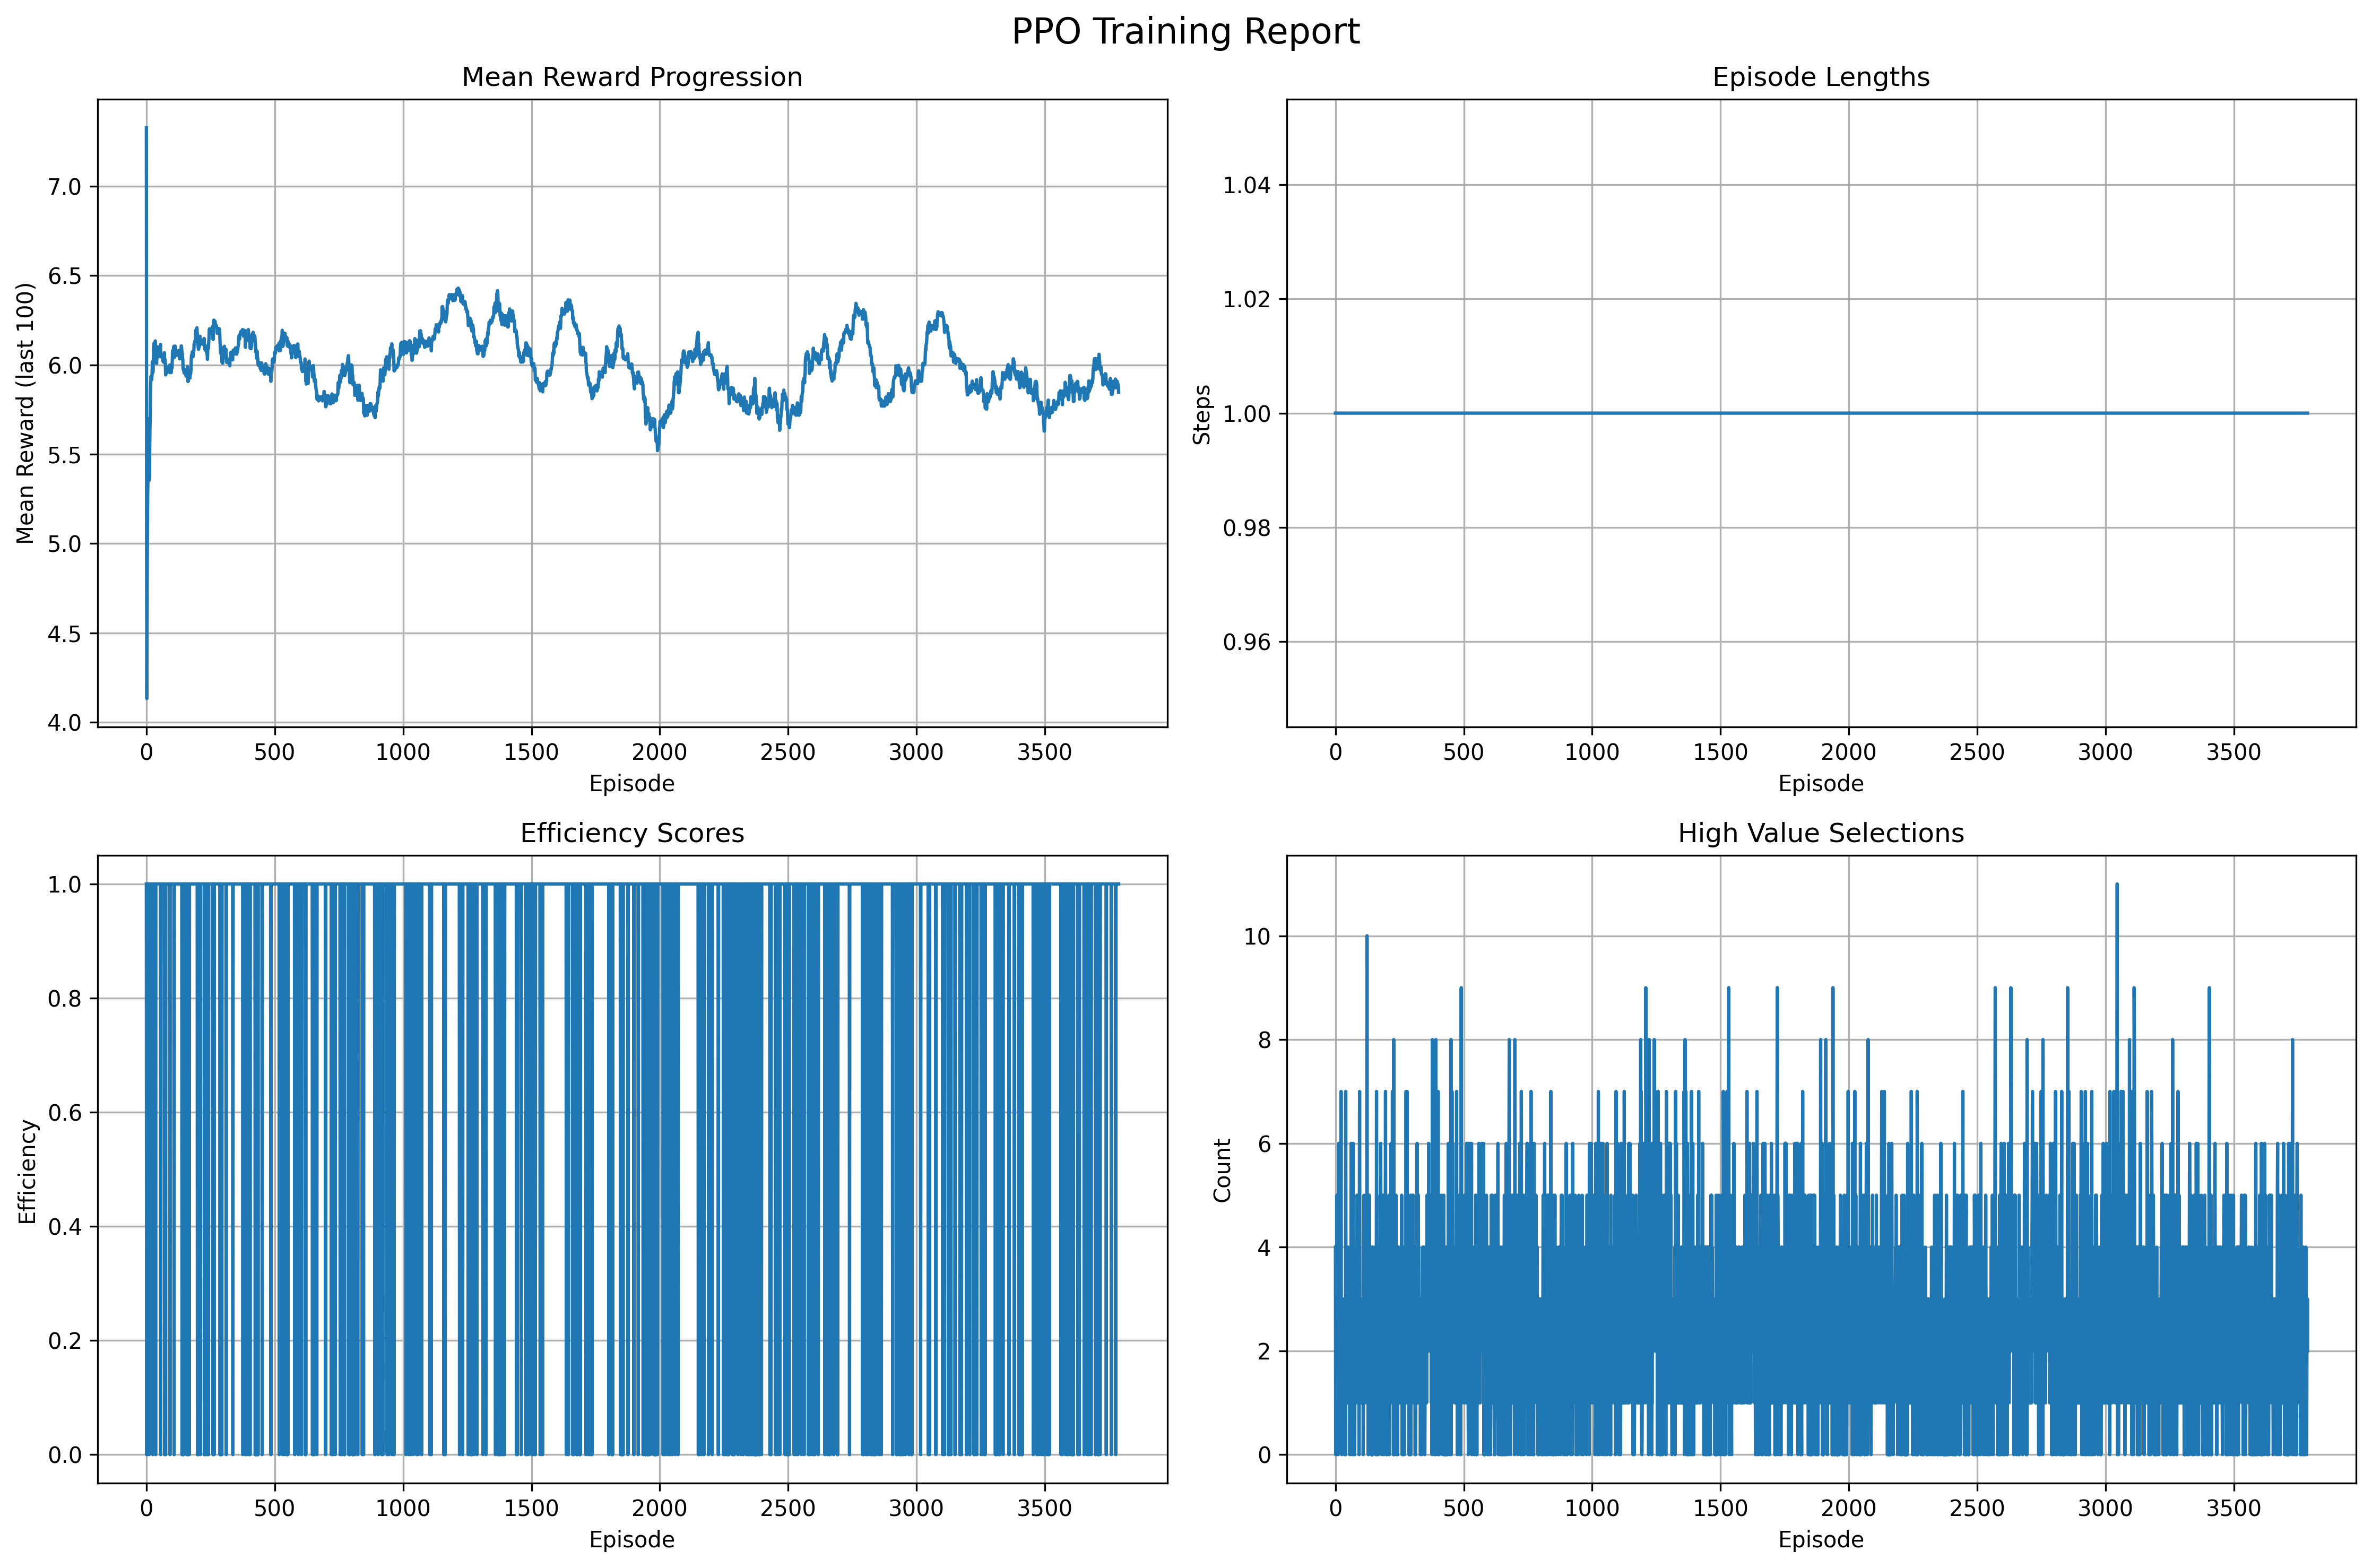 PPO Training Report
Mean Reward Progression
Mean Reward (last 100)
7.0
6.5
6.0
5.5
5.0
4.5
4.0
0 500 1000 1500 2000 2500 3000 3500
Episode
Episode Lengths
Steps
1.04
1.02
1.00
0.98
0.96
0 500 1000 1500 2000 2500 3000 3500
Episode
Efficiency Scores
Efficiency
1.0
0.8
0.6
0.4
0.2
0.0
0 500 1000 1500 2000 2500 3000 3500
Episode
High Value Selections
Count
10
8
6
4
2
0
0 500 1000 1500 2000 2500 3000 3500
Episode